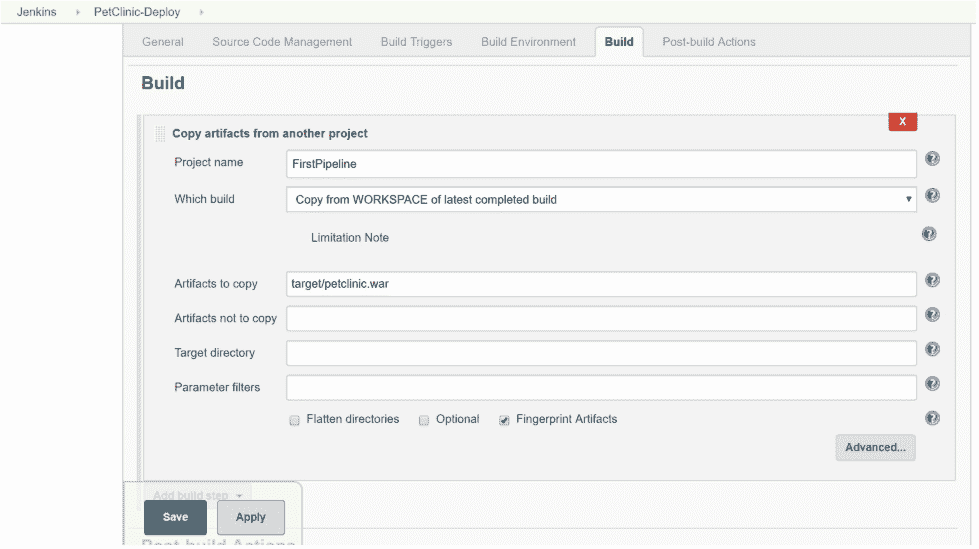 Jenkins PetClinic-Deploy
General Source Code Management Build Triggers Build Environment Build Post-build Actions
Build
X
Copy artifacts from another project
Project name FirstPipeline
Which build Copy from WORKSPACE of latest completed build
Limitation Note
Artifacts to copy target/petclinic.war
Artifacts not to copy
Target directory
Parameter filters
Flatten directories Optional Fingerprint Artifacts
Advanced...
Add build step
Save Apply
Post-build Actions